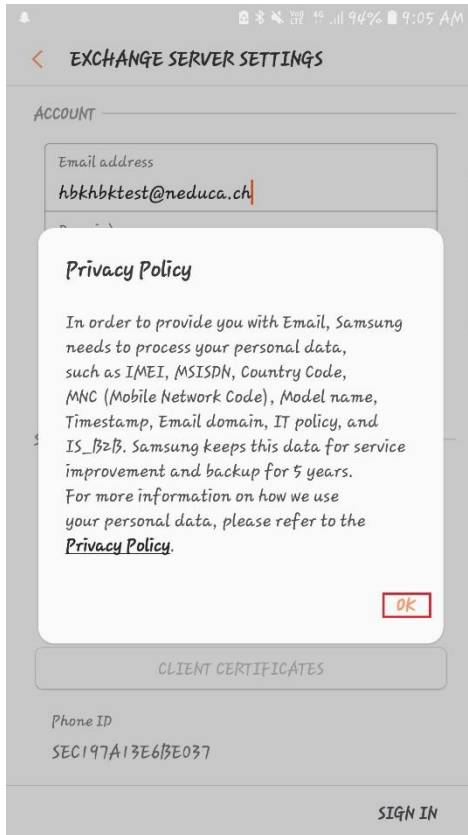 94% 9:05 AM
EXCHANGE SERVER SETTINGS
ACCOUNT
Email address
hbkhbktest@neduca.ch
Privacy Policy
In order to provide you with Email, Samsung
needs to process your personal data,
such as IMEI, MSISDN, Country Code,
MNC (Mobile Network Code), Model name,
Timestamp, Email domain, IT policy, and
IS_B2B. Samsung keeps this data for service
improvement and backup for 5 years.
For more information on how we use
your personal data, please refer to the
Privacy Policy.
OK
CLIENT CERTIFICATES
Phone ID
SEC197A13E6BE037
SIGN IN